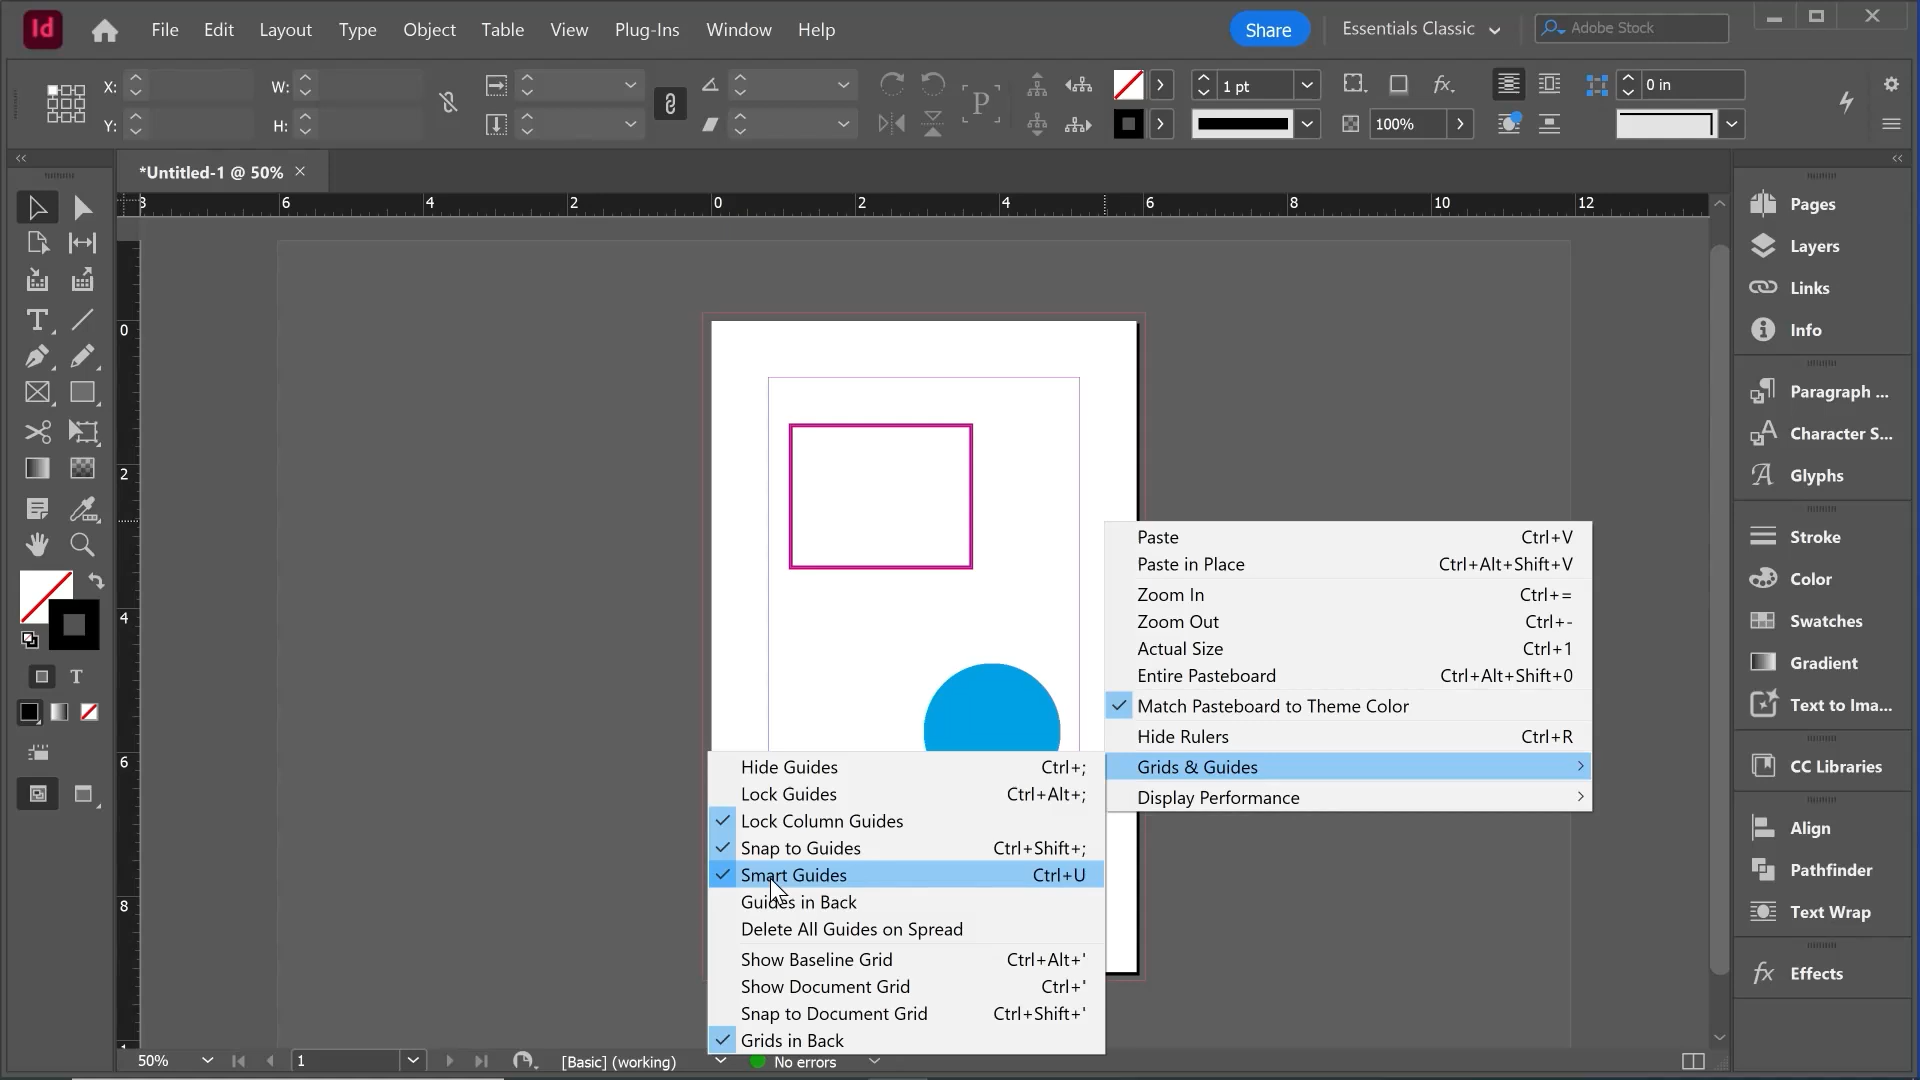 Id File Edit Layout Type Object Table View Plug-Ins Window Help Share Essentials Classic Adobe Stock
X: W: 1 pt fx. 0 in
Y: H: P 100%
*Untitled-1 @ 50% ×
8 6 4 2 0 2 4 6 8 10 12
0
2
4
6
8
T
T
Pages
Layers
Links
Info
Paragraph ...
Character S...
Glyphs
Stroke
Color
Swatches
Gradient
Text to Ima...
CC Libraries
Align
Pathfinder
Text Wrap
fx Effects
Paste Ctrl+V
Paste in Place Ctrl+Alt+Shift+V
Zoom In Ctrl+=
Zoom Out Ctrl+-
Actual Size Ctrl+1
Entire Pasteboard Ctrl+Alt+Shift+0
Match Pasteboard to Theme Color
Hide Rulers Ctrl+R
Grids & Guides
Display Performance
Hide Guides Ctrl+;
Lock Guides Ctrl+Alt+;
Lock Column Guides
Snap to Guides Ctrl+Shift+;
Smart Guides Ctrl+U
Guides in Back
Delete All Guides on Spread
Show Baseline Grid Ctrl+Alt+'
Show Document Grid Ctrl+'
Snap to Document Grid Ctrl+Shift+'
Grids in Back
50% 1 [Basic] (working) No errors